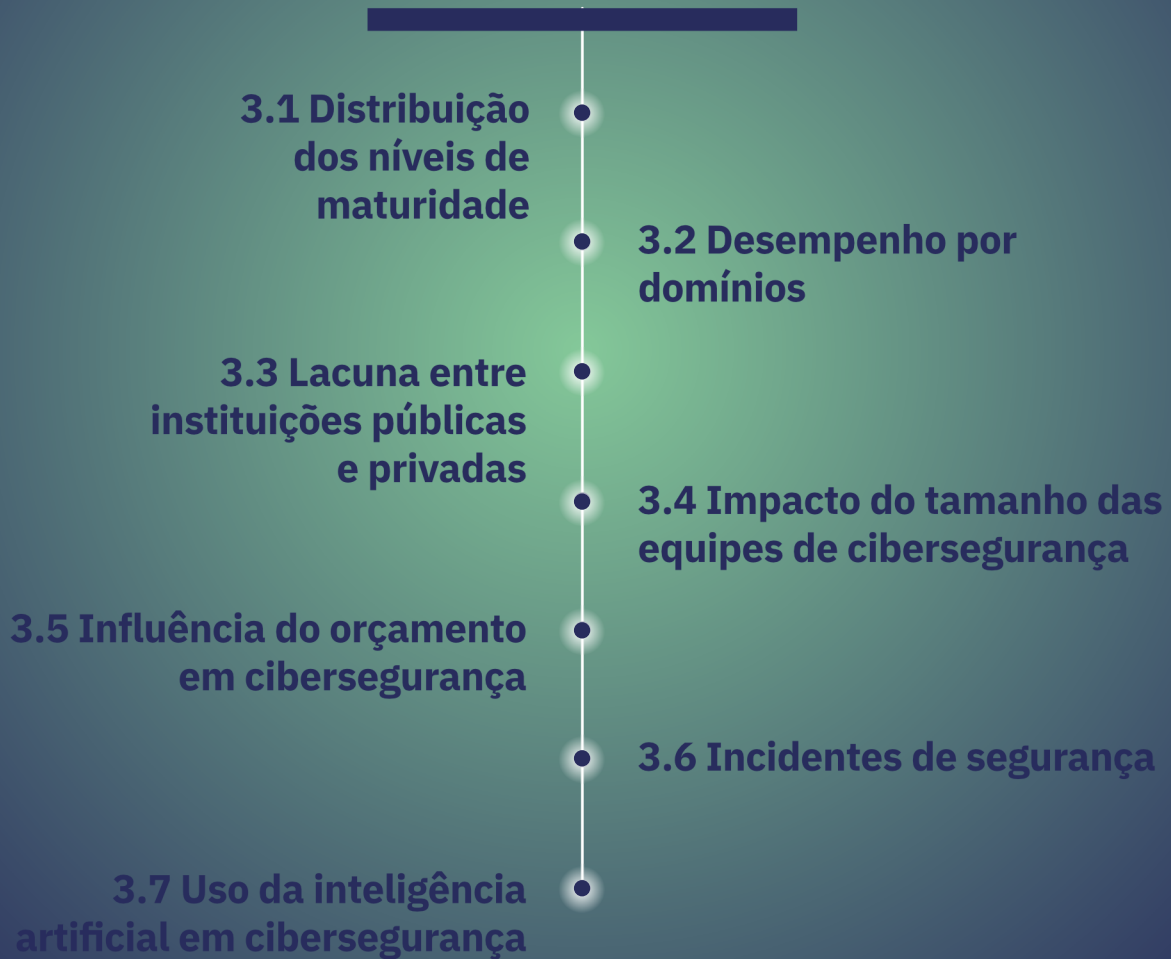 3.1 Distribuição
dos níveis de
maturidade
3.2 Desempenho por
domínios
3.3 Lacuna entre
instituições públicas
e privadas
3.4 Impacto do tamanho das
equipes de cibersegurança
3.5 Influência do orçamento
em cibersegurança
3.6 Incidentes de segurança
3.7 Uso da inteligência
artificial em cibersegurança